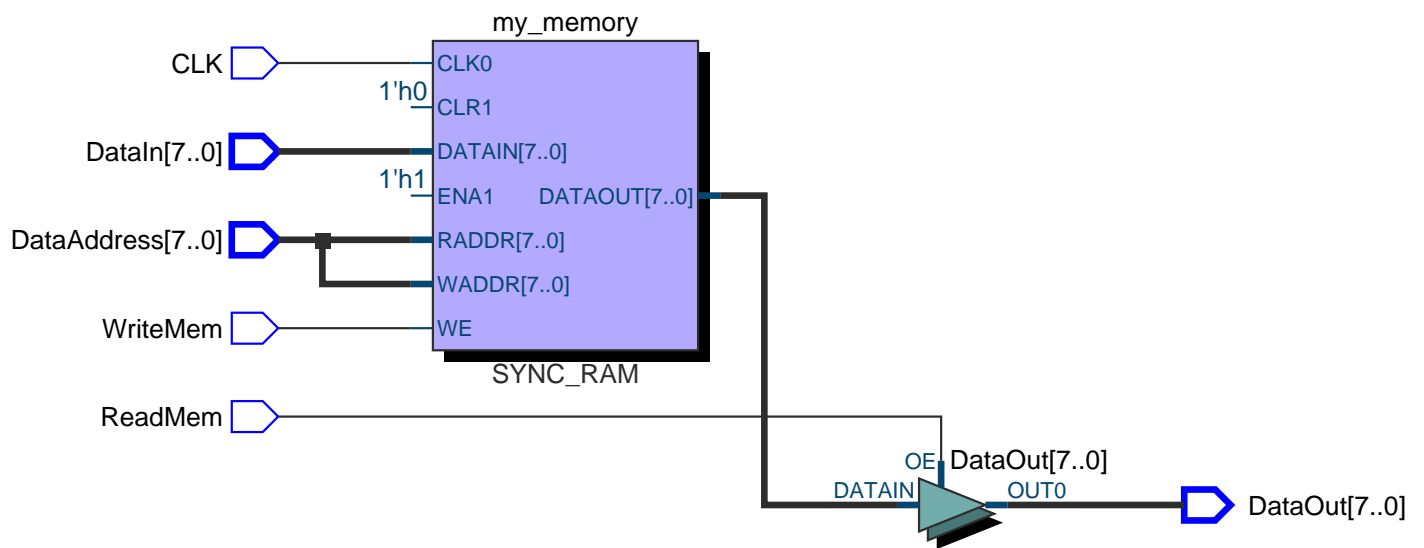 my_memory
CLK
CLK0
1'h0
CLR1
DataIn[7..0]
DATAIN[7..0]
1'h1
ENA1
DATAOUT[7..0]
DataAddress[7..0]
RADDR[7..0]
WADDR[7..0]
WriteMem
WE
SYNC_RAM
ReadMem
OE
DataOut[7..0]
DATAIN
OUT0
DataOut[7..0]